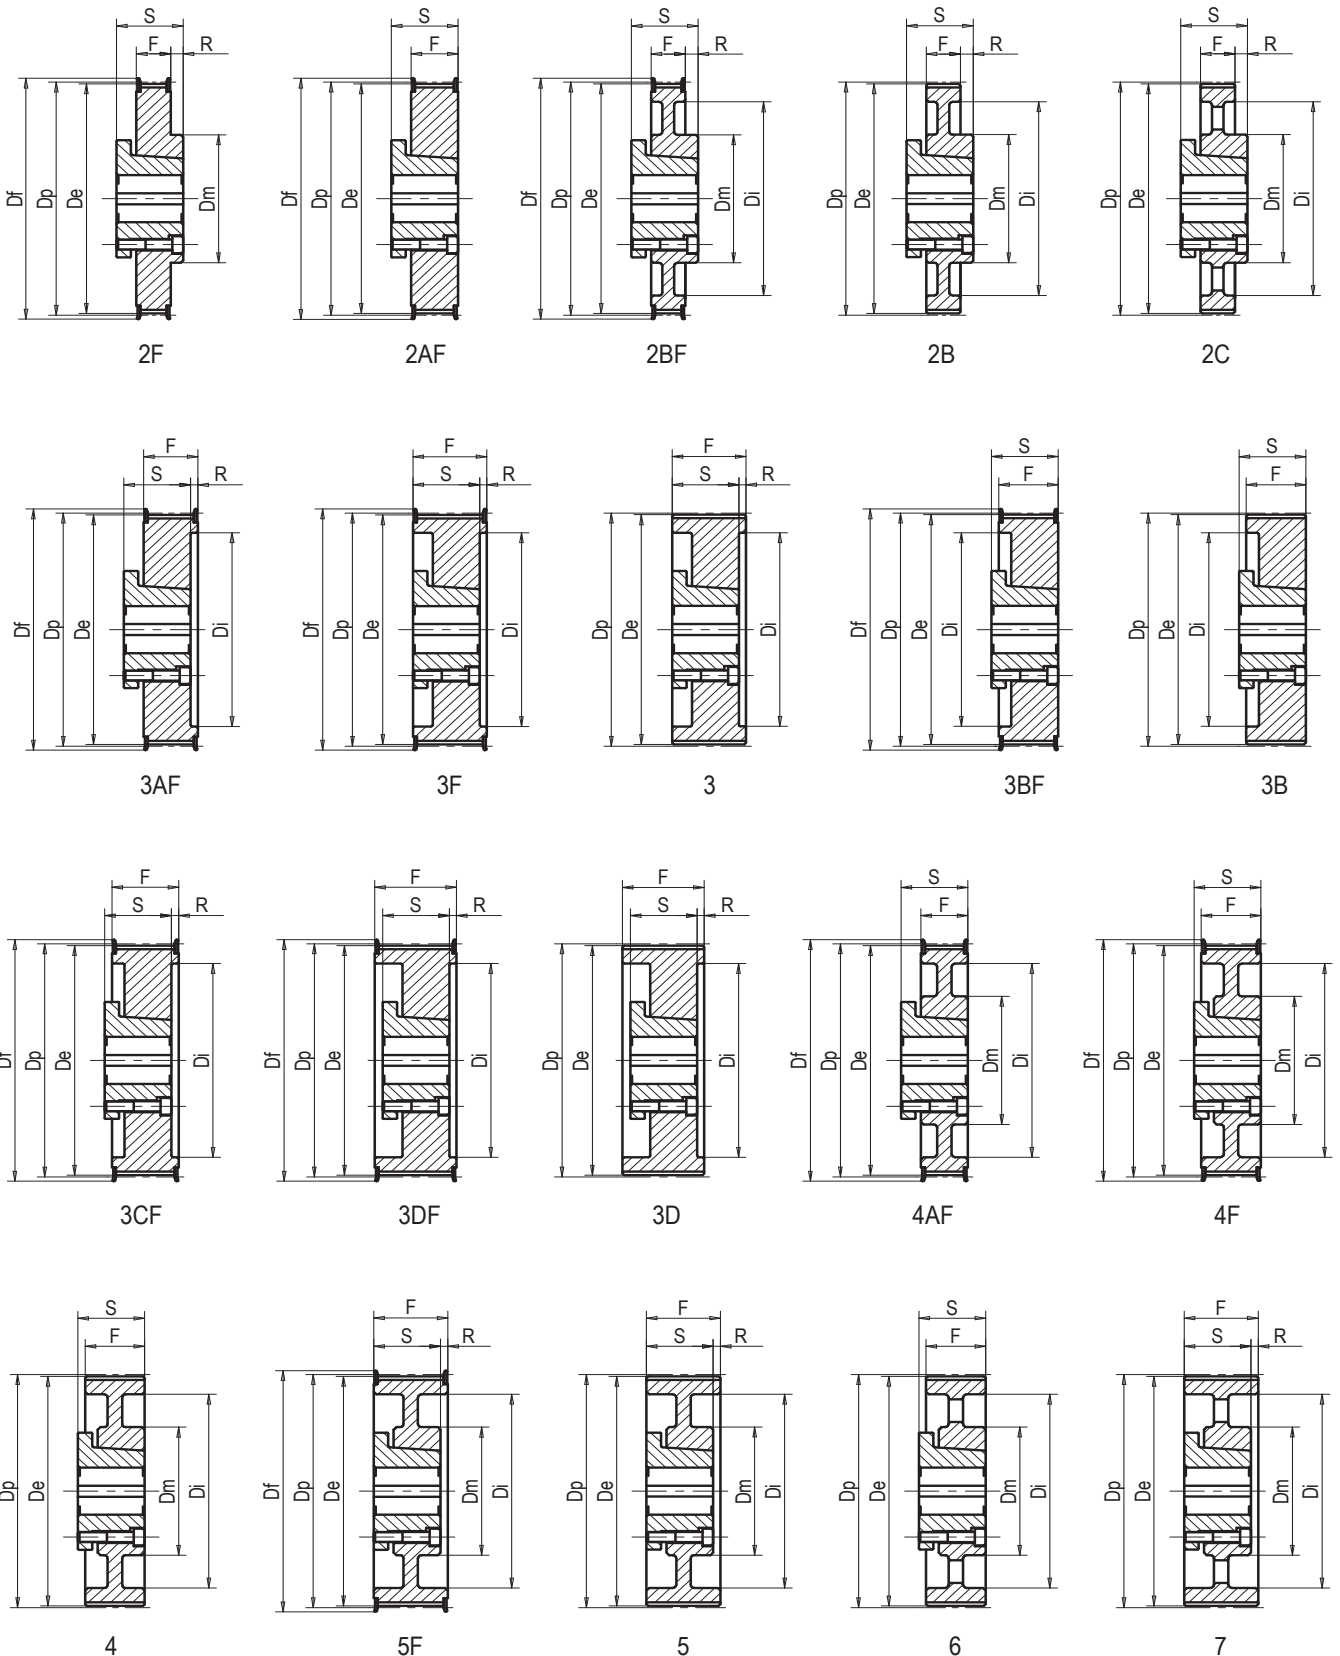 S S S S S
F R F F R F R F R
Df Dp De Dm Df Dp De Df Dp De Dm Di Dp De Dm Di Dp De Dm Di
2F 2AF 2BF 2B 2C
F F F S S
S R S R S R F F
Df Dp De Di Df Dp De Di Dp De Di Df Dp De Di Dp De Di
3AF 3F 3 3BF 3B
F F F S S
S R S R S R F F
Df Dp De Di Df Dp De Di Dp De Di Df Dp De Dm Di Df Dp De Dm Di
3CF 3DF 3D 4AF 4F
S F F S F
F S R S R F S R
Dp De Dm Di Df Dp De Dm Di Dp De Dm Di Dp De Dm Di Dp De Dm Di
4 5F 5 6 7